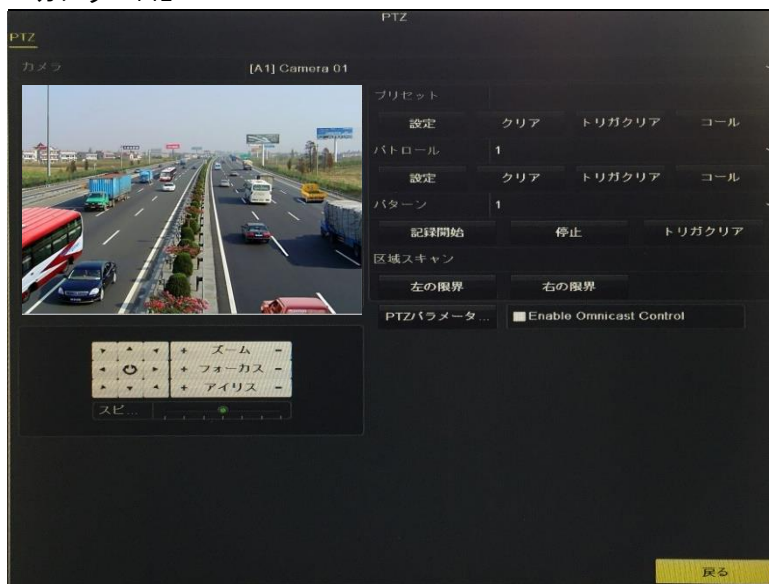 PTZ
PTZ
カメラ [A1] Camera 01
プリセット
設定 クリア トリガクリア コール
パトロール 1
設定 クリア トリガクリア コール
パターン 1
記録開始 停止 トリガクリア
区域スキャン
左の限界 右の限界
PTZパラメータ... Enable Omnicast Control
+ ズーム -
+ フォーカス -
+ アイリス -
スピ...
戻る